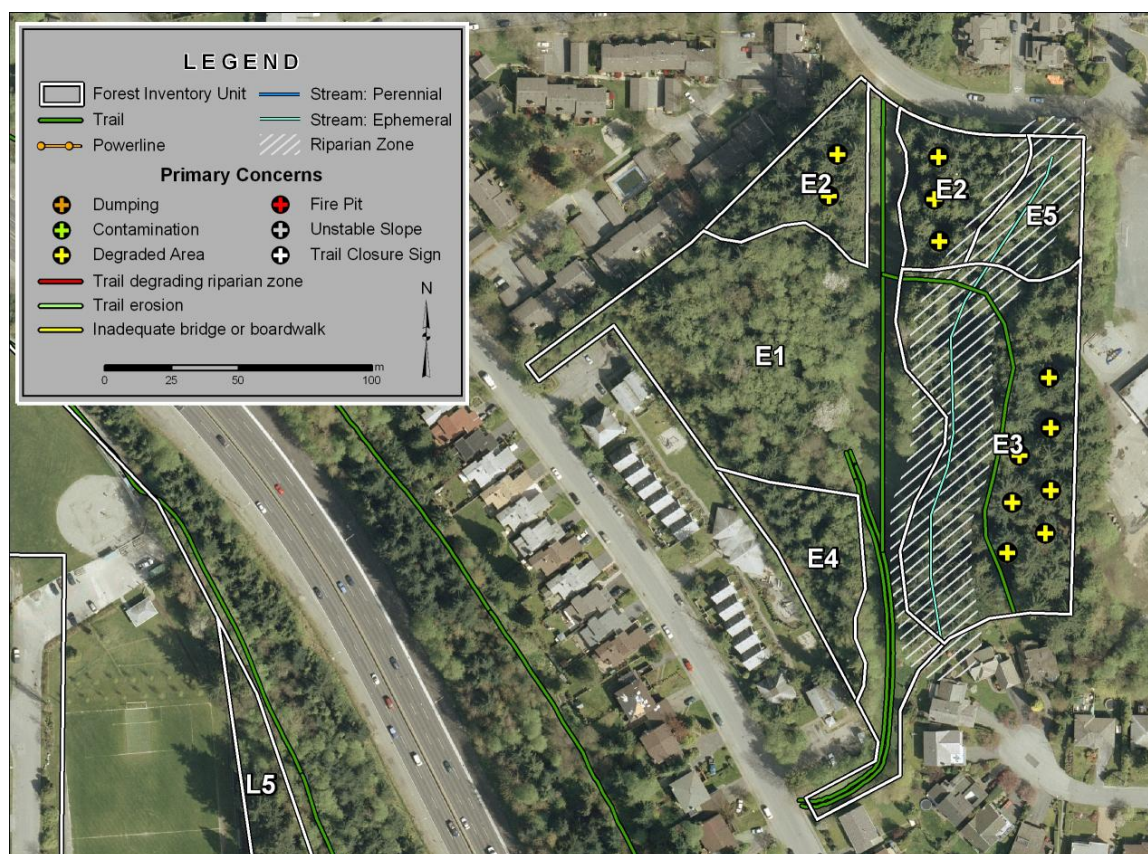 LEGEND
Forest Inventory Unit
Stream: Perennial
Trail
Stream: Ephemeral
Powerline
Riparian Zone
Primary Concerns
Dumping
Fire Pit
Contamination
Unstable Slope
Degraded Area
Trail Closure Sign
Trail degrading riparian zone
Trail erosion
N
Inadequate bridge or boardwalk
0 25 50 100
m
E2
E2
E5
E1
E3
E4
L5